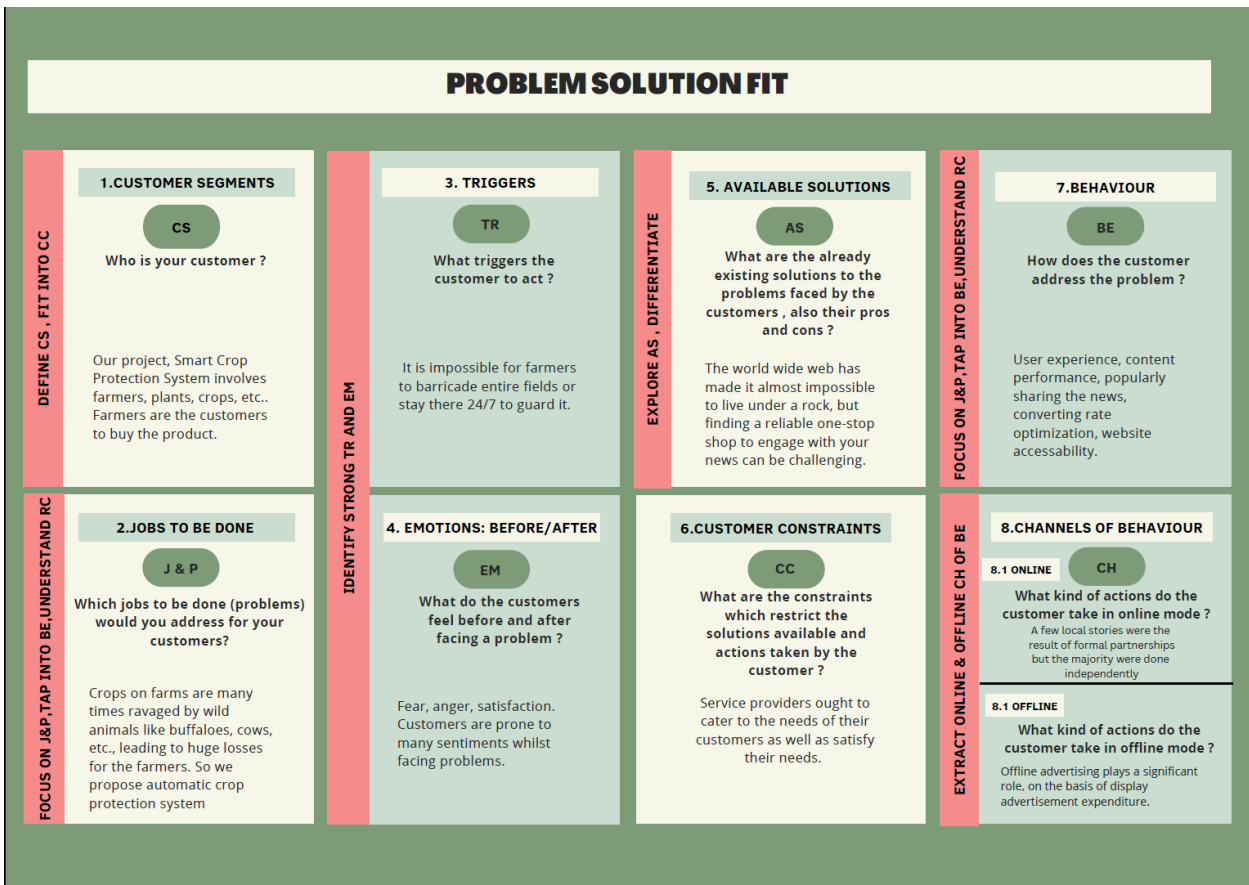 PROBLEM SOLUTION FIT
DEFINE CS , FIT INTO CC
1.CUSTOMER SEGMENTS
CS
Who is your customer ?
Our project, Smart Crop
Protection System involves
farmers, plants, crops, etc..
Farmers are the customers
to buy the product.
FOCUS ON J&P,TAP INTO BE,UNDERSTAND RC
2.JOBS TO BE DONE
J & P
Which jobs to be done (problems)
would you address for your
customers?
Crops on farms are many
times ravaged by wild
animals like buffaloes, cows,
etc., leading to huge losses
for the farmers. So we
propose automatic crop
protection system
IDENTIFY STRONG TR AND EM
3. TRIGGERS
TR
What triggers the
customer to act ?
It is impossible for farmers
to barricade entire fields or
stay there 24/7 to guard it.
4. EMOTIONS: BEFORE/AFTER
EM
What do the customers
feel before and after
facing a problem ?
Fear, anger, satisfaction.
Customers are prone to
many sentiments whilst
facing problems.
EXPLORE AS , DIFFERENTIATE
5. AVAILABLE SOLUTIONS
AS
What are the already
existing solutions to the
problems faced by the
customers , also their pros
and cons ?
The world wide web has
made it almost impossible
to live under a rock, but
finding a reliable one-stop
shop to engage with your
news can be challenging.
6.CUSTOMER CONSTRAINTS
CC
What are the constraints
which restrict the
solutions available and
actions taken by the
customer ?
Service providers ought to
cater to the needs of their
customers as well as satisfy
their needs.
FOCUS ON J&P,TAP INTO BE,UNDERSTAND RC
7.BEHAVIOUR
BE
How does the customer
address the problem ?
User experience, content
performance, popularly
sharing the news,
converting rate
optimization, website
accessability.
EXTRACT ONLINE & OFFLINE CH OF BE
8.CHANNELS OF BEHAVIOUR
8.1 ONLINE
CH
What kind of actions do the
customer take in online mode ?
A few local stories were the
result of formal partnerships
but the majority were done
independently
8.1 OFFLINE
What kind of actions do the
customer take in offline mode ?
Offline advertising plays a significant
role, on the basis of display
advertisement expenditure.